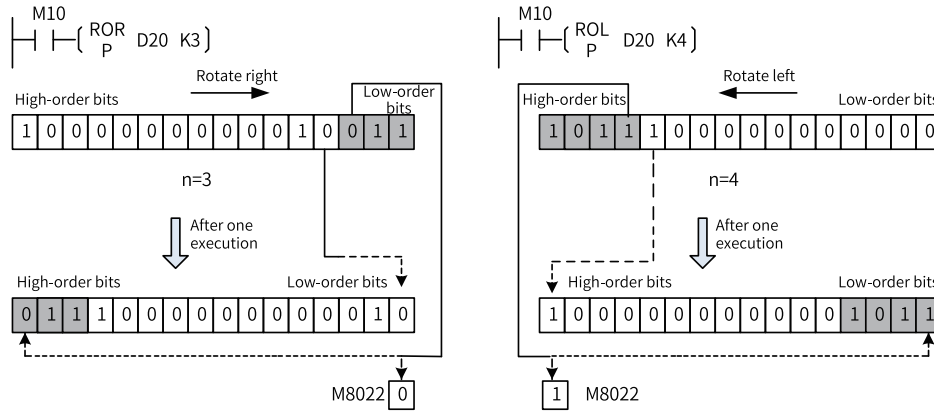 M10
ROR P D20 K3
Rotate right
High-order bits
Low-order
bits
1 0 0 0 0 0 0 0 0 0 0 1 0 0 1 1
n=3
After one
execution
High-order bits
Low-order bits
0 1 1 1 0 0 0 0 0 0 0 0 0 0 1 0
M8022 0
M10
ROL P D20 K4
Rotate left
High-order bits
Low-order bits
1 0 1 1 1 0 0 0 0 0 0 0 0 0 0 0
n=4
After one
execution
High-order bits
Low-order bits
1 0 0 0 0 0 0 0 0 0 0 0 1 0 1 1
1 M8022